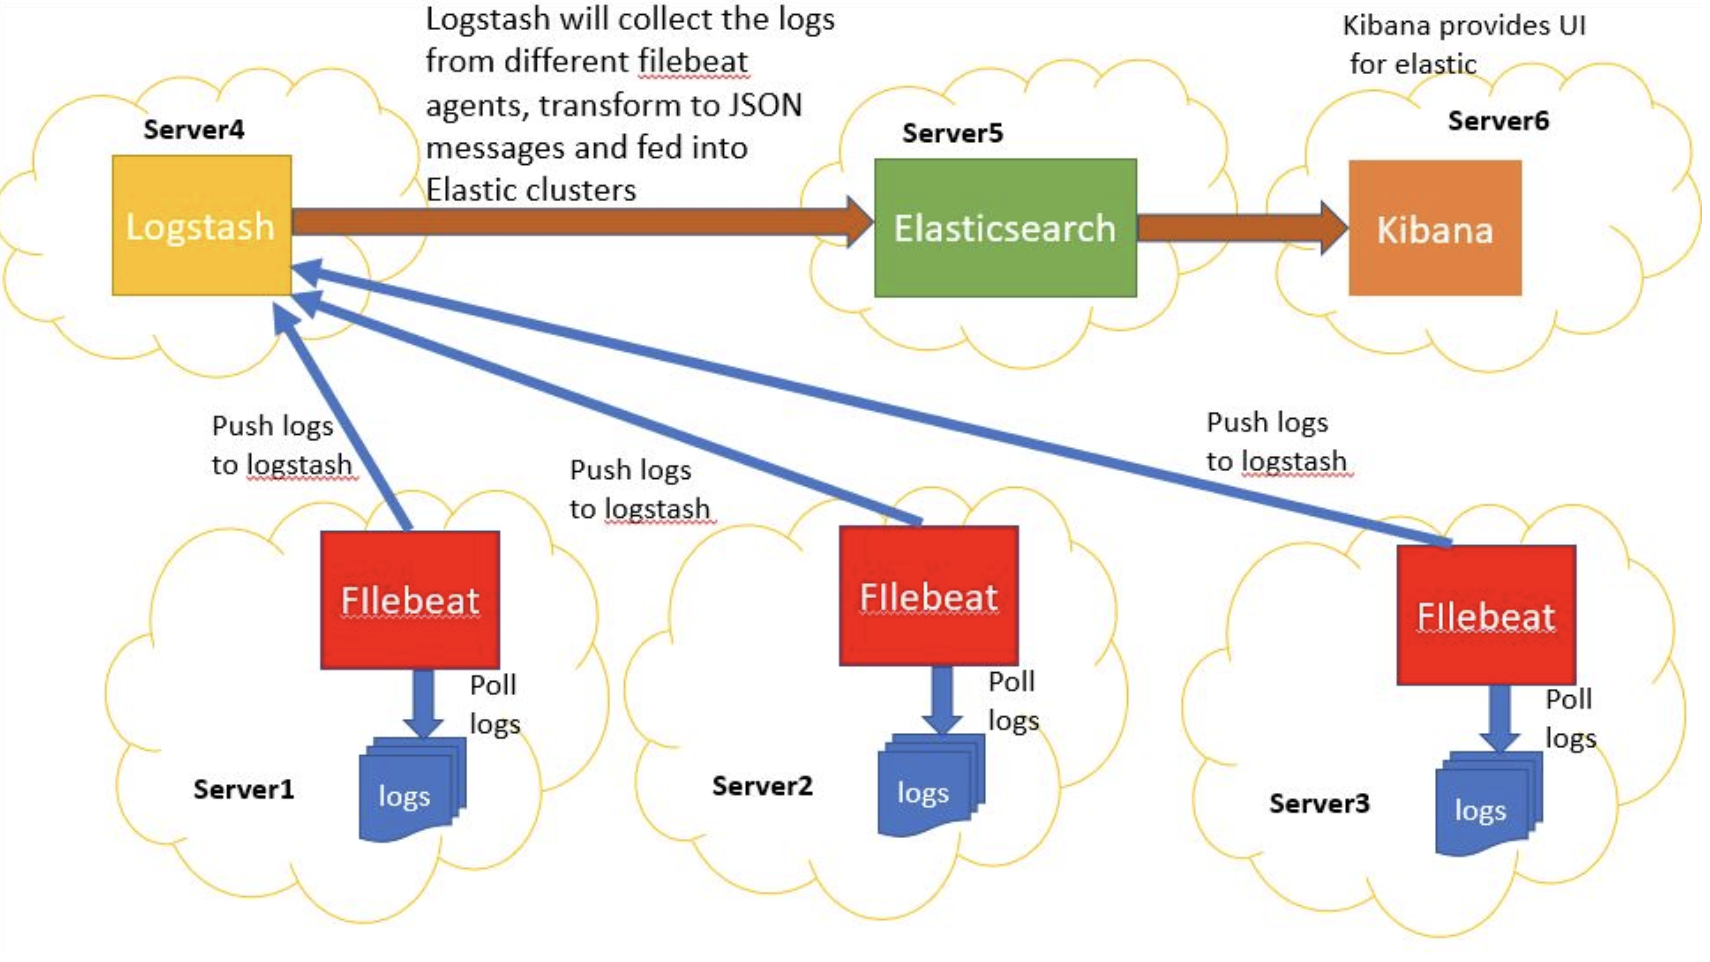 Logstash will collect the logs
from different filebeat
agents, transform to JSON
messages and fed into
Elastic clusters
Kibana provides UI
for elastic
Server4
Server5
Server6
Logstash
Elasticsearch
Kibana
Push logs
to logstash
Push logs
to logstash
Push logs
to logstash
FIlebeat
FIlebeat
FIlebeat
Poll
logs
Poll
logs
Poll
logs
Server1
logs
Server2
logs
Server3
logs